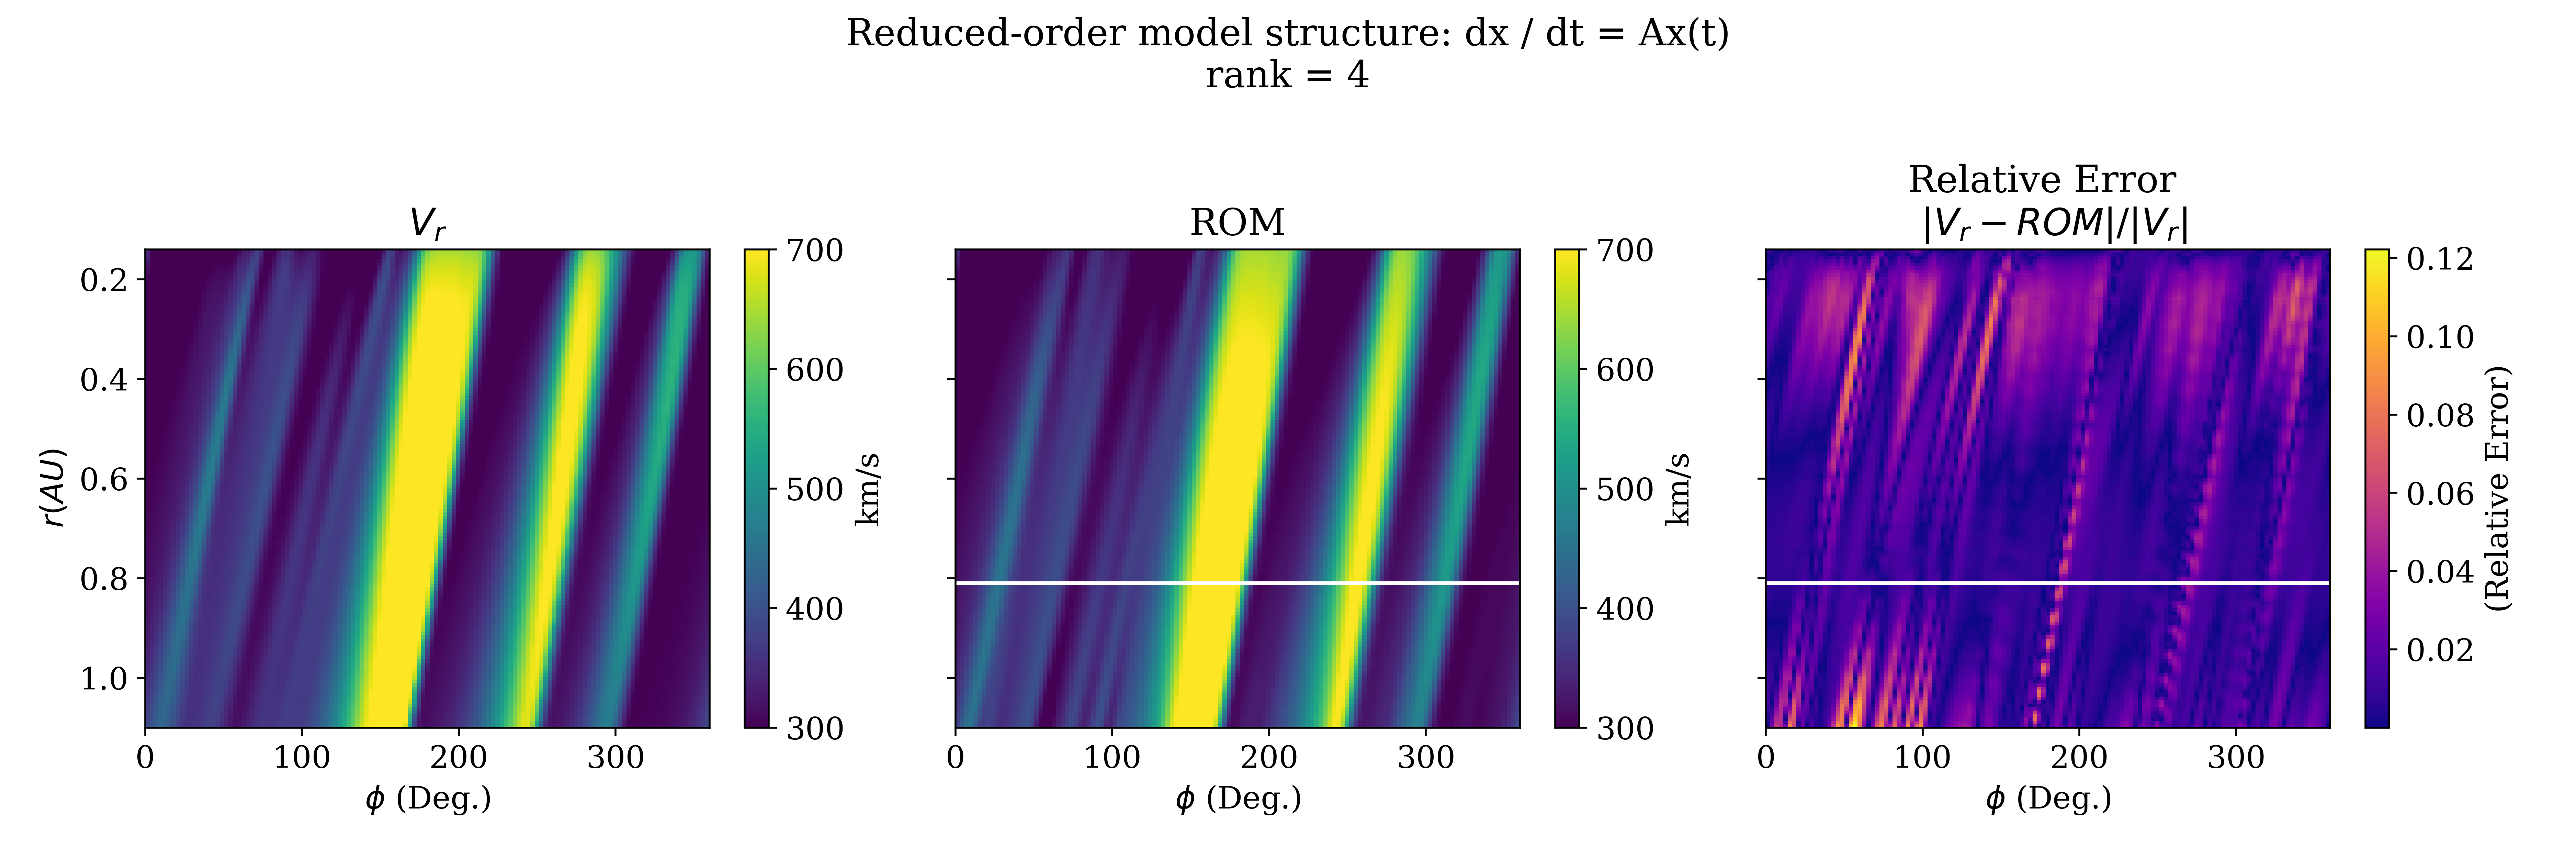 Reduced-order model structure: dx / dt = Ax(t)
rank = 4
V_r
0.2
0.4
0.6
0.8
1.0
r(AU)
0
100
200
300
ϕ (Deg.)
700
600
500
400
300
km/s
ROM
0
100
200
300
ϕ (Deg.)
700
600
500
400
300
km/s
Relative Error
|V_r − ROM|/|V_r|
0
100
200
300
ϕ (Deg.)
0.12
0.10
0.08
0.06
0.04
0.02
(Relative Error)